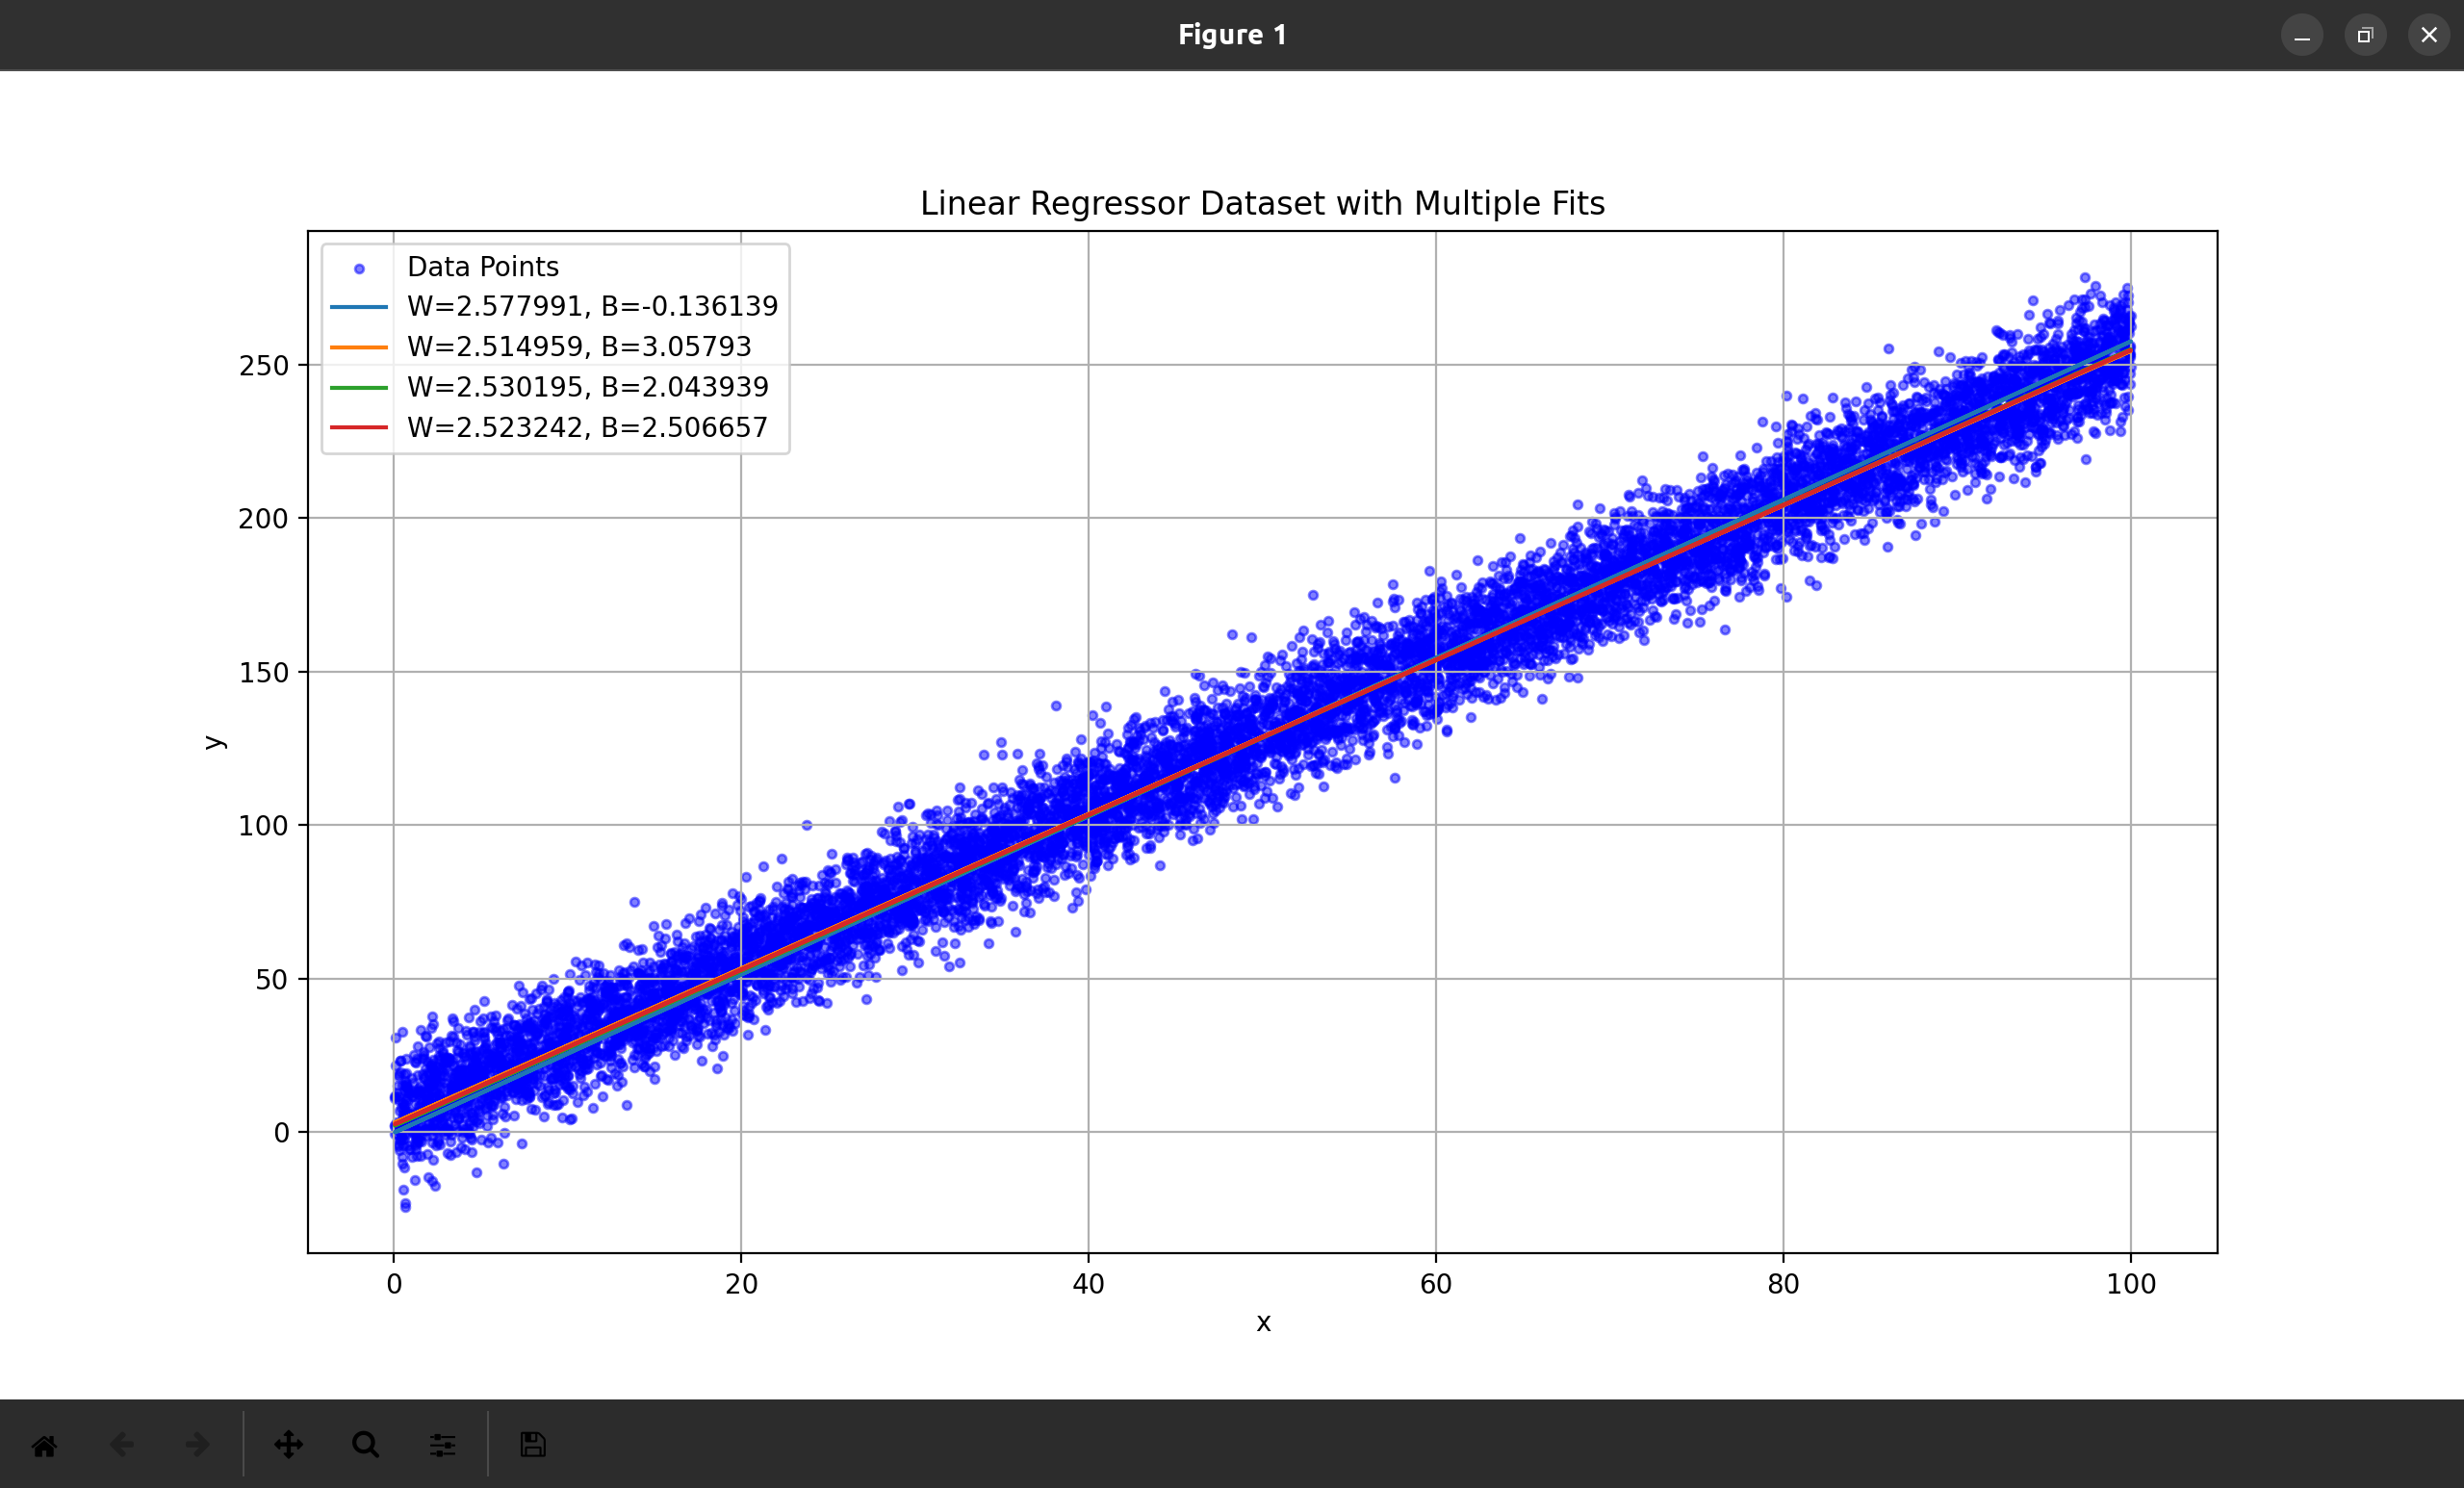 Figure 1
Linear Regressor Dataset with Multiple Fits
Data Points
W=2.577991, B=-0.136139
W=2.514959, B=3.05793
W=2.530195, B=2.043939
W=2.523242, B=2.506657
250
200
150
100
50
0
y
0 20 40 60 80 100
x